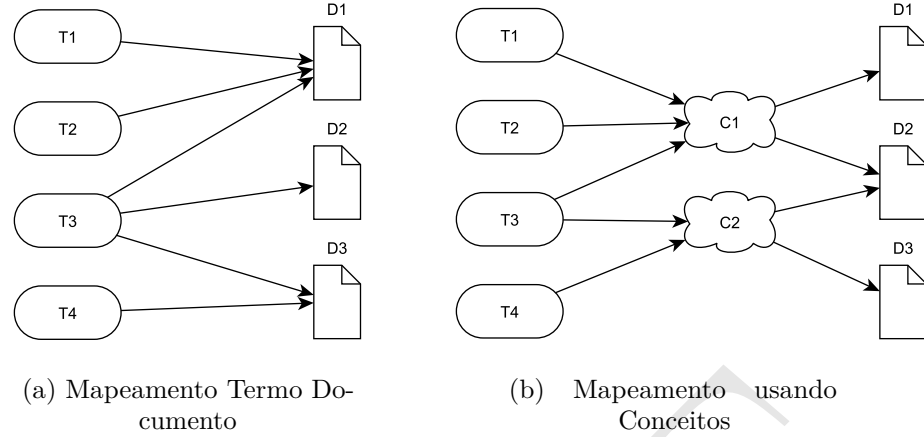 T1
T2
T3
T4
D1
D2
D3
(a) Mapeamento Termo Do-
cumento
T1
T2
T3
T4
C1
C2
D1
D2
D3
(b) Mapeamento usando
Conceitos